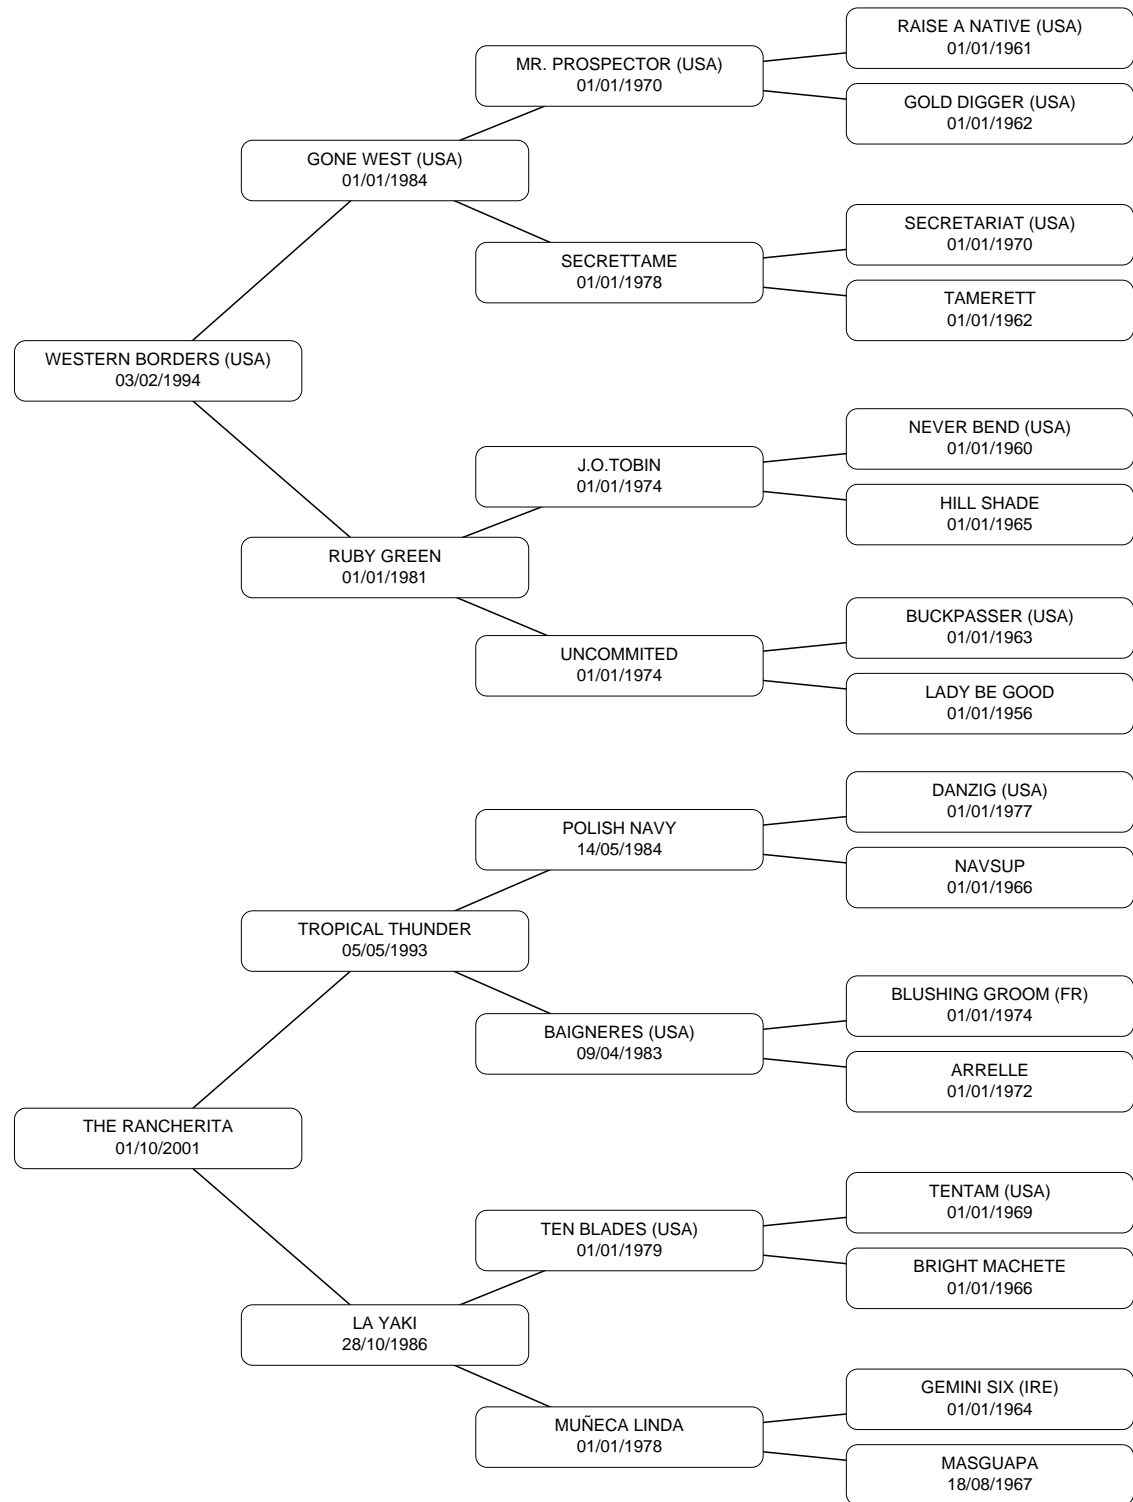 RAISE A NATIVE (USA)
01/01/1961
MR. PROSPECTOR (USA)
01/01/1970
GOLD DIGGER (USA)
01/01/1962
GONE WEST (USA)
01/01/1984
SECRETARIAT (USA)
01/01/1970
SECRETTAME
01/01/1978
TAMERETT
01/01/1962
WESTERN BORDERS (USA)
03/02/1994
NEVER BEND (USA)
01/01/1960
J.O.TOBIN
01/01/1974
HILL SHADE
01/01/1965
RUBY GREEN
01/01/1981
BUCKPASSER (USA)
01/01/1963
UNCOMMITED
01/01/1974
LADY BE GOOD
01/01/1956
DANZIG (USA)
01/01/1977
POLISH NAVY
14/05/1984
NAVSUP
01/01/1966
TROPICAL THUNDER
05/05/1993
BLUSHING GROOM (FR)
01/01/1974
BAIGNERES (USA)
09/04/1983
ARRELLE
01/01/1972
THE RANCHERITA
01/10/2001
TENTAM (USA)
01/01/1969
TEN BLADES (USA)
01/01/1979
BRIGHT MACHETE
01/01/1966
LA YAKI
28/10/1986
GEMINI SIX (IRE)
01/01/1964
MUÑECA LINDA
01/01/1978
MASGUAPA
18/08/1967